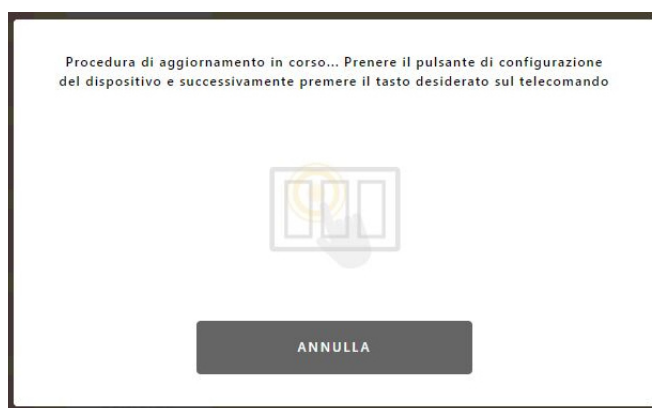 Procedura di aggiornamento in corso... Prenere il pulsante di configurazione
del dispositivo e successivamente premere il tasto desiderato sul telecomando
ANNULLA